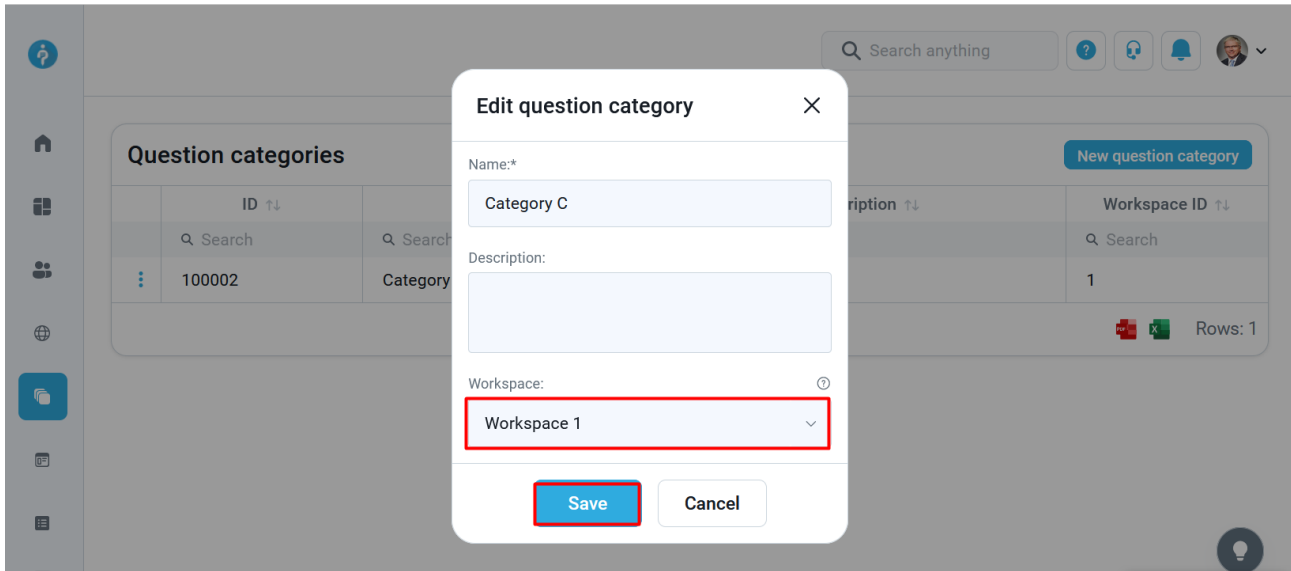 Search anything
?
Edit question category
Question categories
New question category
Name:*
Category C
ID
ription
Workspace ID
Search
Search
Search
Description:
100002
Category
1
PDF
X
Rows: 1
Workspace:
?
Workspace 1
Save
Cancel